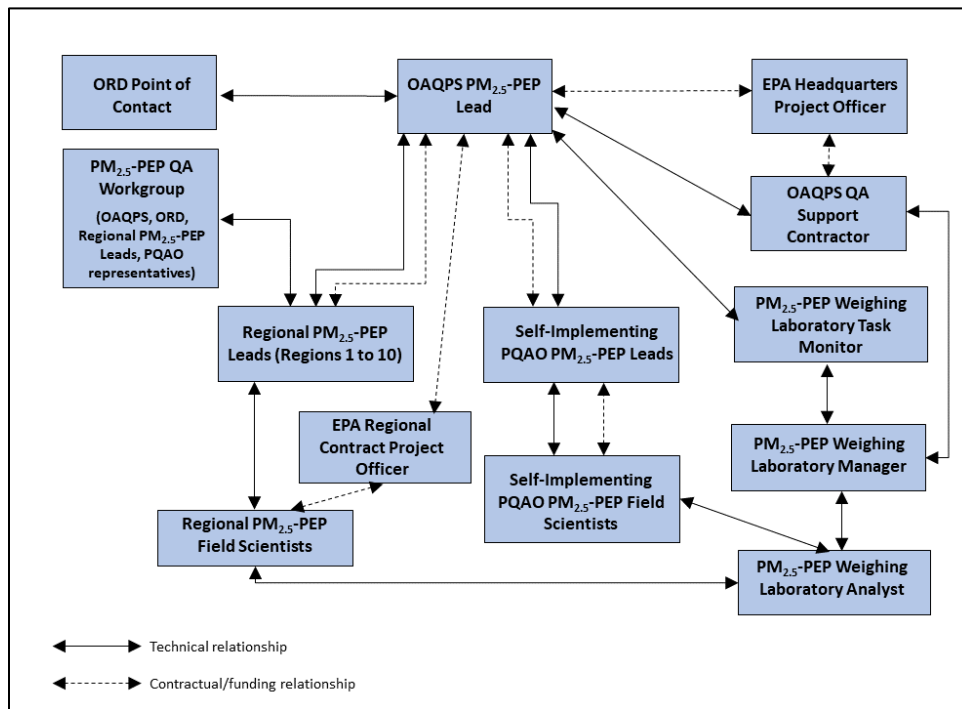 ORD Point of
Contact
OAQPS PM2.5-PEP
Lead
EPA Headquarters
Project Officer
PM2.5-PEP QA
Workgroup
(OAQPS, ORD,
Regional PM2.5-PEP
Leads, PQAO
representatives)
OAQPS QA
Support
Contractor
Regional PM2.5-PEP
Leads (Regions 1 to 10)
Self-Implementing
PQAO PM2.5-PEP Leads
PM2.5-PEP Weighing
Laboratory Task
Monitor
EPA Regional
Contract Project
Officer
PM2.5-PEP Weighing
Laboratory Manager
Self-Implementing
PQAO PM2.5-PEP Field
Scientists
Regional PM2.5-PEP
Field Scientists
PM2.5-PEP Weighing
Laboratory Analyst
Technical relationship
Contractual/funding relationship